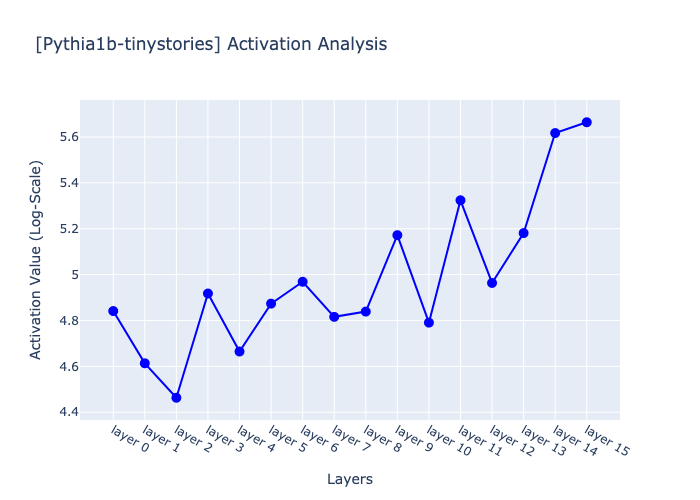 [Pythia1b-tinystories] Activation Analysis
5.6
5.4
5.2
5
4.8
4.6
4.4
Activation Value (Log-Scale)
layer 0
layer 1
layer 2
layer 3
layer 4
layer 5
layer 6
layer 7
layer 8
layer 9
layer 10
layer 11
layer 12
layer 13
layer 14
layer 15
Layers